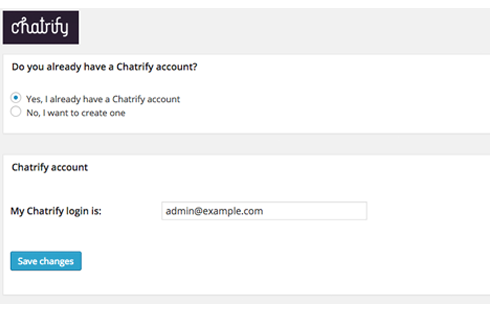 chatrify
Do you already have a Chatrify account?
Yes, I already have a Chatrify account
No, I want to create one
Chatrify account
My Chatrify login is: admin@example.com
Save changes